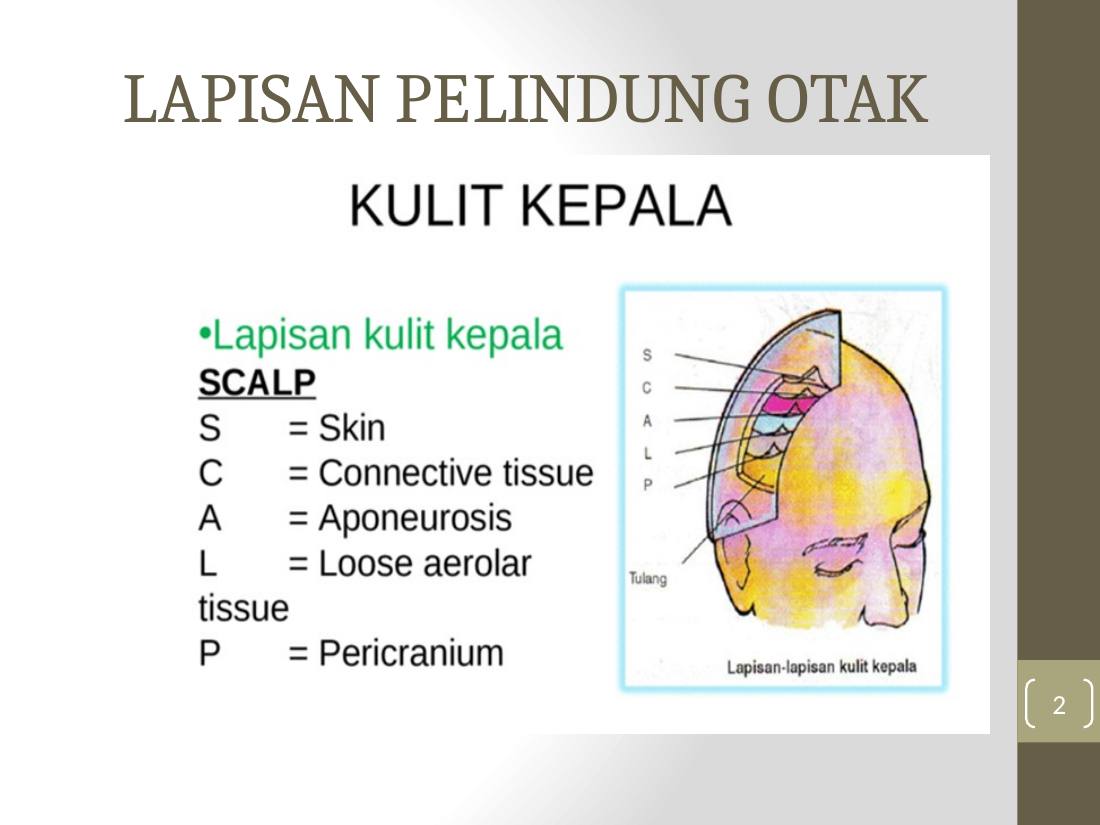 LAPISAN PELINDUNG OTAK
KULIT KEPALA
•Lapisan kulit kepala
SCALP
S = Skin
C = Connective tissue
A = Aponeurosis
L = Loose aerolar
tissue
P = Pericranium
S
C
A
L
P
Tulang
Lapisan-lapisan kulit kepala
2